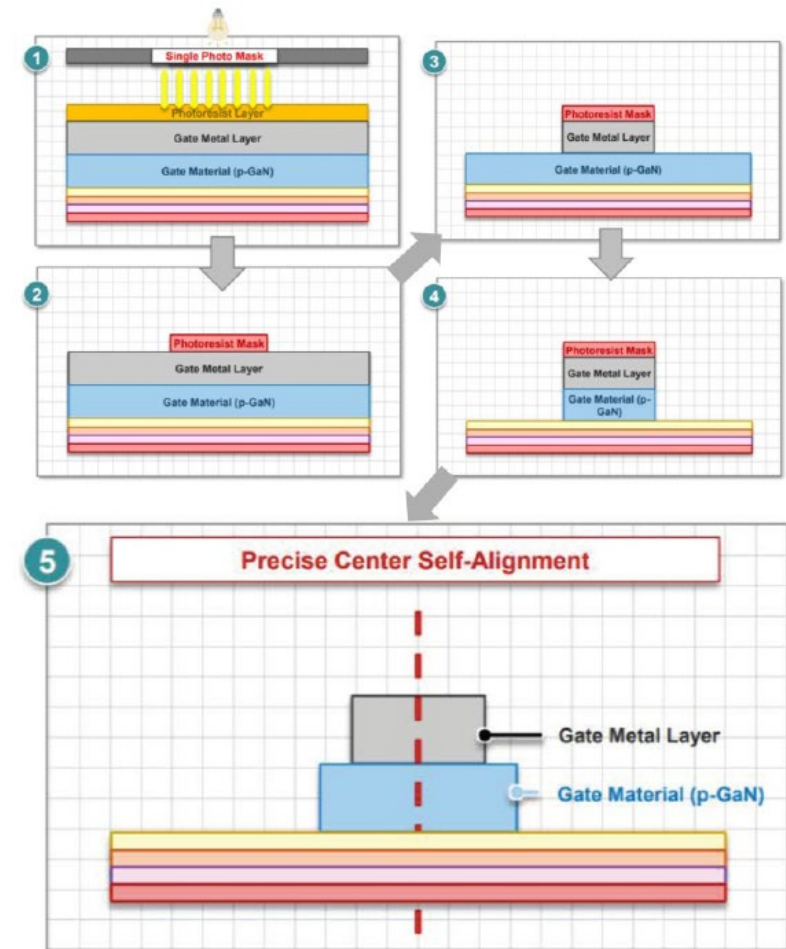 1
Single Photo Mask
Photoresist Layer
Gate Metal Layer
Gate Material (p-GaN)
2
Photoresist Mask
Gate Metal Layer
Gate Material (p-GaN)
3
Photoresist Mask
Gate Metal Layer
Gate Material (p-GaN)
4
Photoresist Mask
Gate Metal Layer
Gate Material (p-
GaN)
5
Precise Center Self-Alignment
Gate Metal Layer
Gate Material (p-GaN)